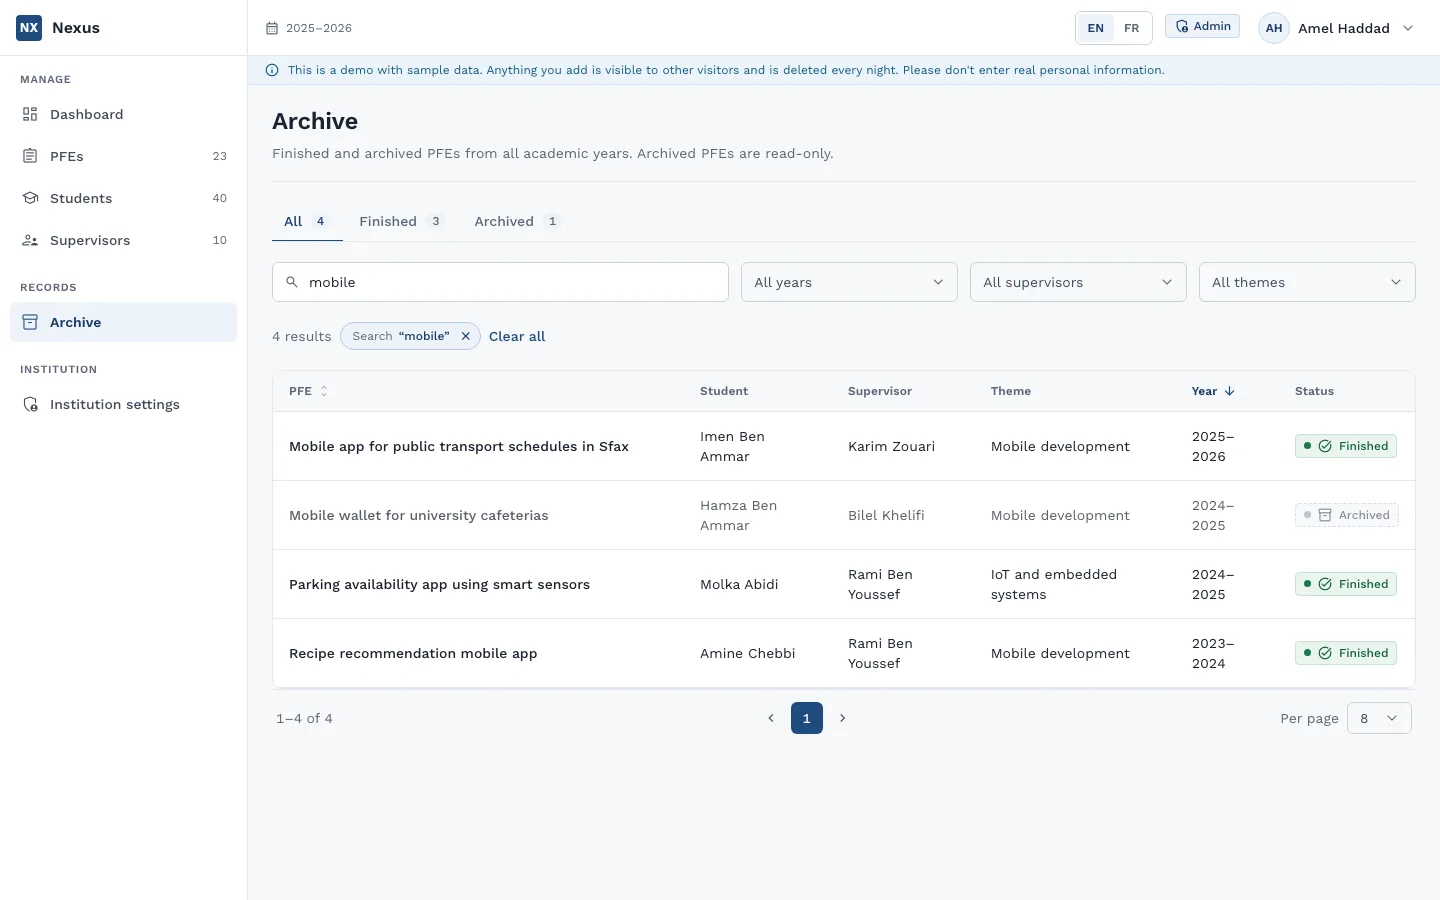 NX Nexus
2025–2026
EN FR
Admin
AH Amel Haddad
This is a demo with sample data. Anything you add is visible to other visitors and is deleted every night. Please don't enter real personal information.
MANAGE
Dashboard
PFEs 23
Students 40
Supervisors 10
RECORDS
Archive
INSTITUTION
Institution settings
Archive
Finished and archived PFEs from all academic years. Archived PFEs are read-only.
All 4 Finished 3 Archived 1
mobile All years All supervisors All themes
4 results Search “mobile” Clear all
PFE Student Supervisor Theme Year Status
Mobile app for public transport schedules in Sfax
Imen Ben
Ammar
Karim Zouari
Mobile development
2025–
2026
Finished
Mobile wallet for university cafeterias
Hamza Ben
Ammar
Bilel Khelifi
Mobile development
2024–
2025
Archived
Parking availability app using smart sensors
Molka Abidi
Rami Ben
Youssef
IoT and embedded
systems
2024–
2025
Finished
Recipe recommendation mobile app
Amine Chebbi
Rami Ben
Youssef
Mobile development
2023–
2024
Finished
1–4 of 4 1 Per page 8